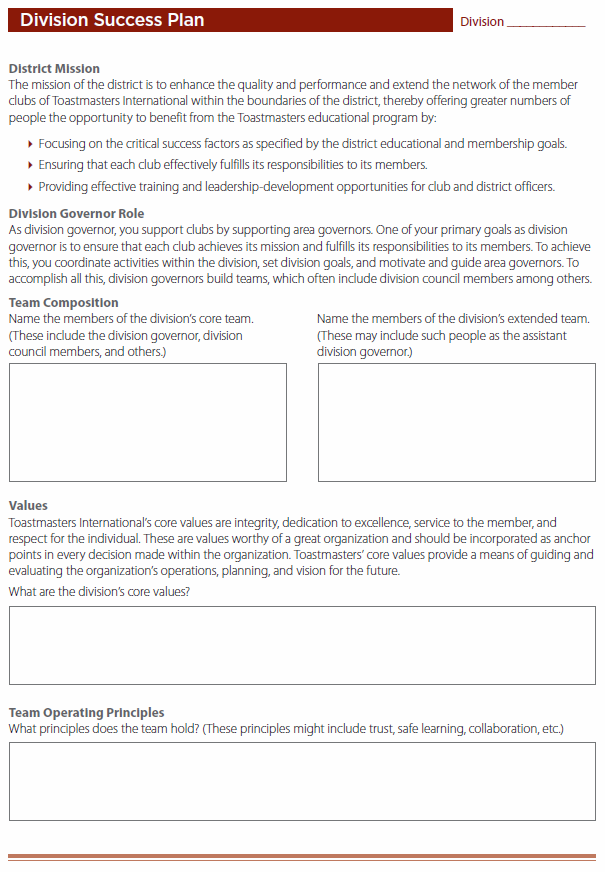 Division Success Plan
Division ____________
District Mission
The mission of the district is to enhance the quality and performance and extend the network of the member
clubs of Toastmasters International within the boundaries of the district, thereby offering greater numbers of
people the opportunity to benefit from the Toastmasters educational program by:
Focusing on the critical success factors as specified by the district educational and membership goals.
Ensuring that each club effectively fulfills its responsibilities to its members.
Providing effective training and leadership-development opportunities for club and district officers.
Division Governor Role
As division governor, you support clubs by supporting area governors. One of your primary goals as division
governor is to ensure that each club achieves its mission and fulfills its responsibilities to its members. To achieve
this, you coordinate activities within the division, set division goals, and motivate and guide area governors. To
accomplish all this, division governors build teams, which often include division council members among others.
Team Composition
Name the members of the division's core team.
(These include the division governor, division
council members, and others.)
Name the members of the division's extended team.
(These may include such people as the assistant
division governor.)
Values
Toastmasters International's core values are integrity, dedication to excellence, service to the member, and
respect for the individual. These are values worthy of a great organization and should be incorporated as anchor
points in every decision made within the organization. Toastmasters' core values provide a means of guiding and
evaluating the organization's operations, planning, and vision for the future.
What are the division's core values?
Team Operating Principles
What principles does the team hold? (These principles might include trust, safe learning, collaboration, etc.)